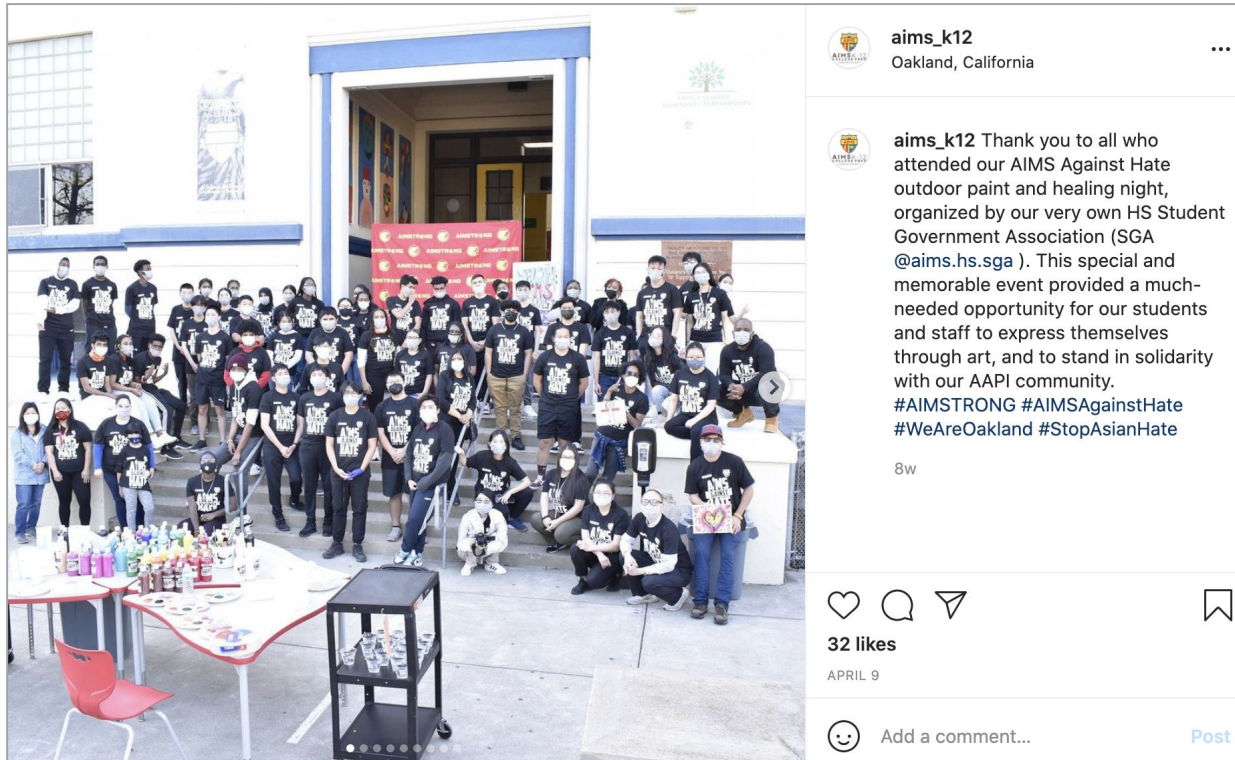 aims_k12
Oakland, California
aims_k12 Thank you to all who
attended our AIMS Against Hate
outdoor paint and healing night,
organized by our very own HS Student
Government Association (SGA
@aims.hs.sga ). This special and
memorable event provided a much-
needed opportunity for our students
and staff to express themselves
through art, and to stand in solidarity
with our AAPI community.
#AIMSTRONG #AIMSAgainstHate
#WeAreOakland #StopAsianHate
8w
32 likes
APRIL 9
Add a comment...
Post
AIMSTRONG AIMSTRONG
AIMSTRONG
AIMS
AGAINST
HATE